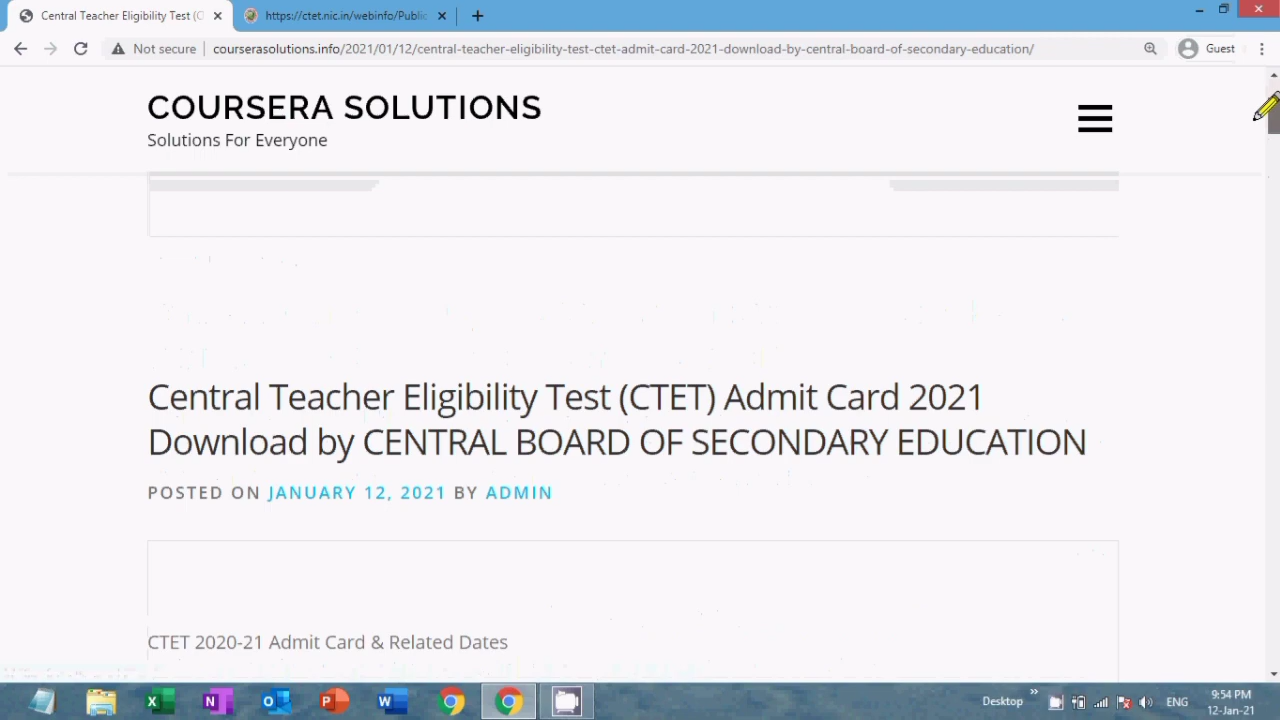 Central Teacher Eligibility Test (C
https://ctet.nic.in/webinfo/Public
Not secure
courserasolutions.info/2021/01/12/central-teacher-eligibility-test-ctet-admit-card-2021-download-by-central-board-of-secondary-education/
Guest
COURSERA SOLUTIONS
Solutions For Everyone
Central Teacher Eligibility Test (CTET) Admit Card 2021
Download by CENTRAL BOARD OF SECONDARY EDUCATION
POSTED ON JANUARY 12, 2021 BY ADMIN
CTET 2020-21 Admit Card & Related Dates
Desktop
ENG
9:54 PM
12-Jan-21